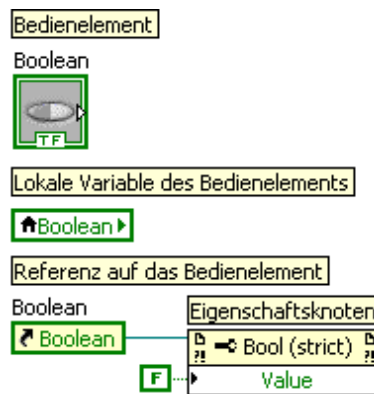 Bedienelement
Boolean
TF
Lokale Variable des Bedienelements
Boolean
Referenz auf das Bedienelement
Boolean
Eigenschaftsknoten
Boolean
?! Bool (strict) ?!
F
Value